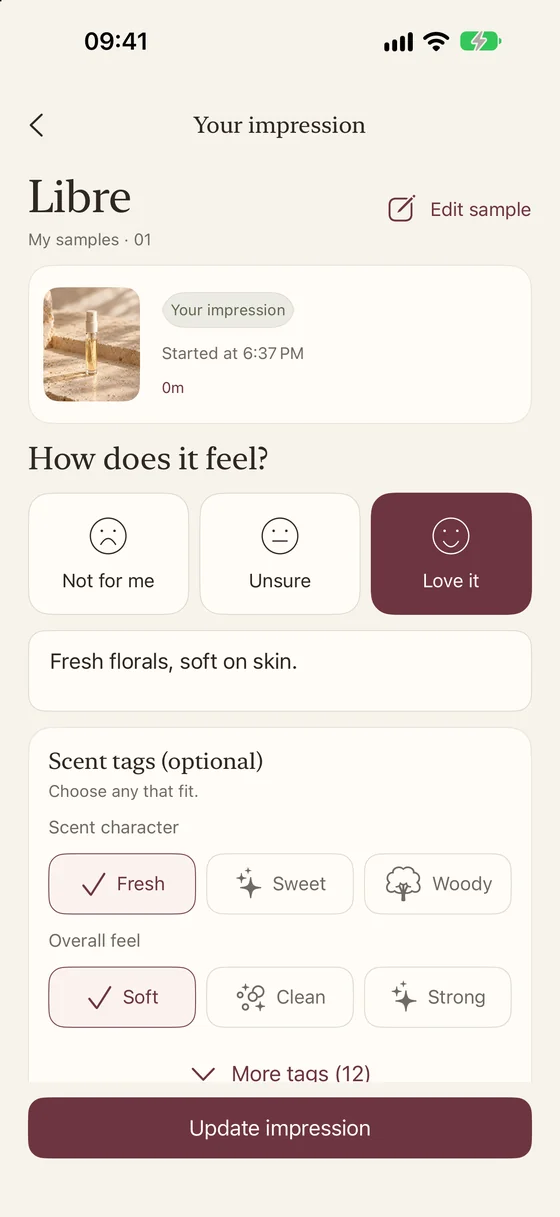 09:41
Your impression
Libre
Edit sample
My samples · 01
Your impression
Started at 6:37 PM
0m
How does it feel?
Not for me
Unsure
Love it
Fresh florals, soft on skin.
Scent tags (optional)
Choose any that fit.
Scent character
Fresh
Sweet
Woody
Overall feel
Soft
Clean
Strong
More tags (12)
Update impression